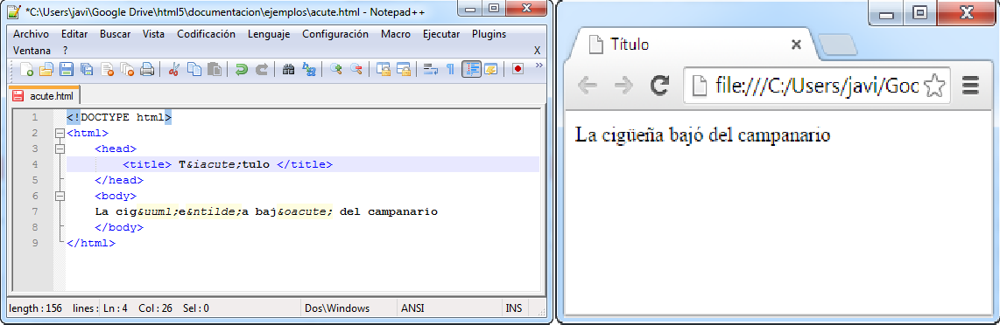 *C:\Users\javi\Google Drive\html5\documentacion\ejemplos\acute.html - Notepad++
Archivo Editar Buscar Vista Codificación Lenguaje Configuración Macro Ejecutar Plugins
Ventana ? X
acute.html
1 <!DOCTYPE html>
2 <html>
3 <head>
4 <title> T&iacute;tulo </title>
5 </head>
6 <body>
7 La cig&uuml;e&ntilde;a baj&oacute; del campanario
8 </body>
9 </html>
length : 156 lines : Ln : 4 Col : 26 Sel : 0 Dos\Windows ANSI INS
Título
file:///C:/Users/javi/Goo
La cigüeña bajó del campanario